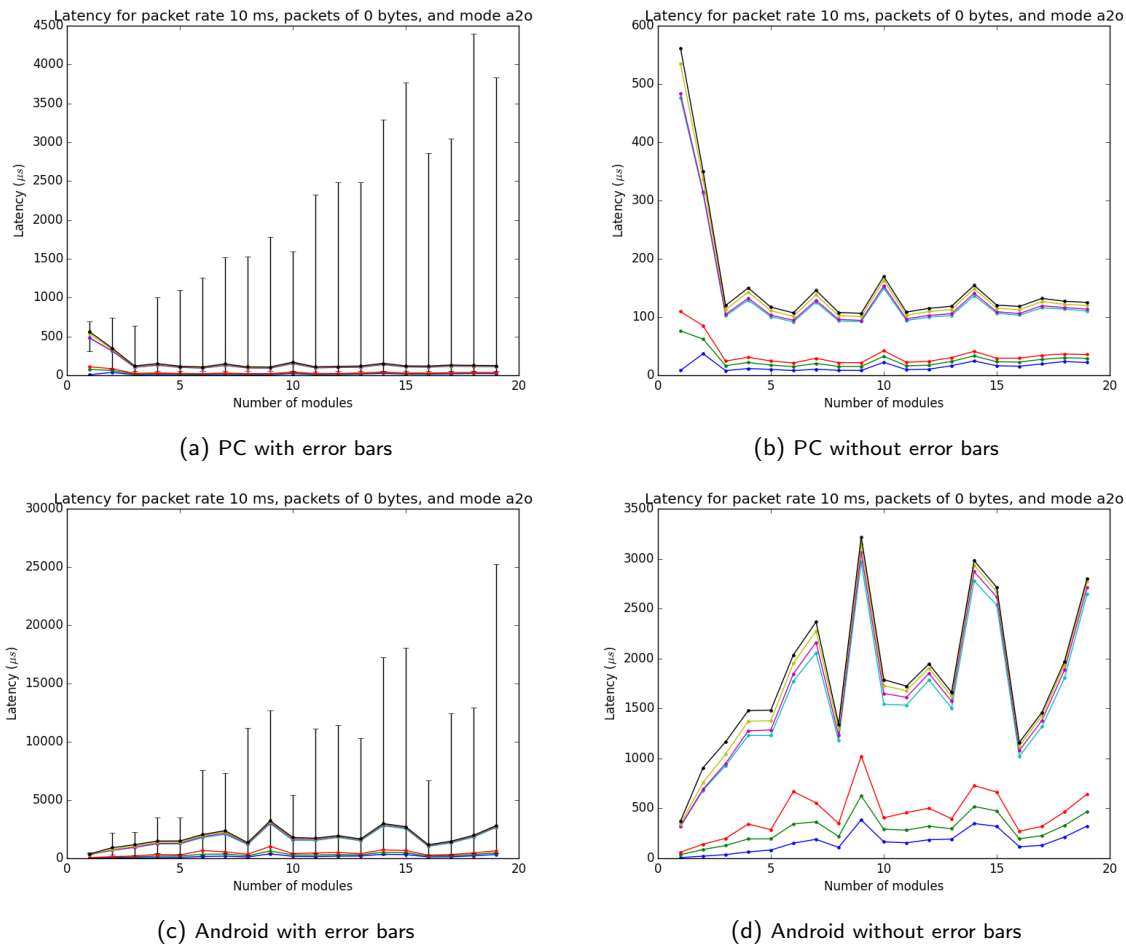 Latency for packet rate 10 ms, packets of 0 bytes, and mode a2o
4500
4000
3500
3000
2500
2000
1500
1000
500
0
Latency (μs)
0 5 10 15 20
Number of modules
(a) PC with error bars
Latency for packet rate 10 ms, packets of 0 bytes, and mode a2o
600
500
400
300
200
100
0
Latency (μs)
0 5 10 15 20
Number of modules
(b) PC without error bars
Latency for packet rate 10 ms, packets of 0 bytes, and mode a2o
30000
25000
20000
15000
10000
5000
0
Latency (μs)
0 5 10 15 20
Number of modules
(c) Android with error bars
Latency for packet rate 10 ms, packets of 0 bytes, and mode a2o
3500
3000
2500
2000
1500
1000
500
0
Latency (μs)
0 5 10 15 20
Number of modules
(d) Android without error bars